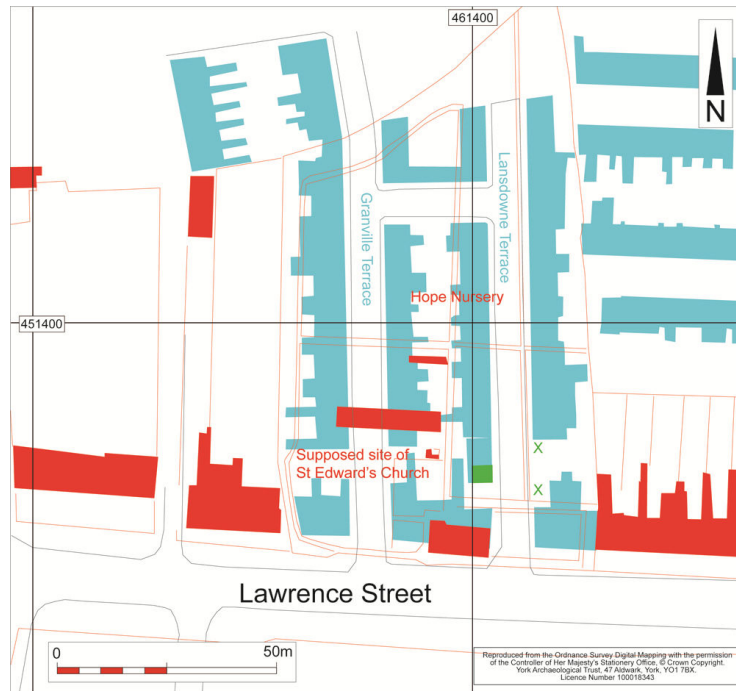 461400
N
Granville Terrace
Lansdowne Terrace
Hope Nursery
451400
X
Supposed site of
St Edward's Church
X
Lawrence Street
0
50m
Reproduced from the Ordnance Survey Digital Mapping with the permission
of the Controller of Her Majesty's Stationery Office, © Crown Copyright.
York Archaeological Trust, 47 Aldwark, York, YO1 7BX.
Licence Number 100018343